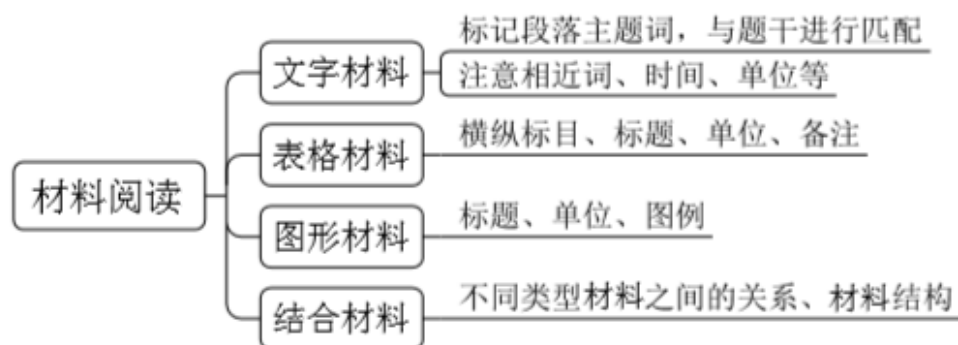 材料阅读
文字材料
标记段落主题词，与题干进行匹配
注意相近词、时间、单位等
表格材料
横纵标目、标题、单位、备注
图形材料
标题、单位、图例
结合材料
不同类型材料之间的关系、材料结构